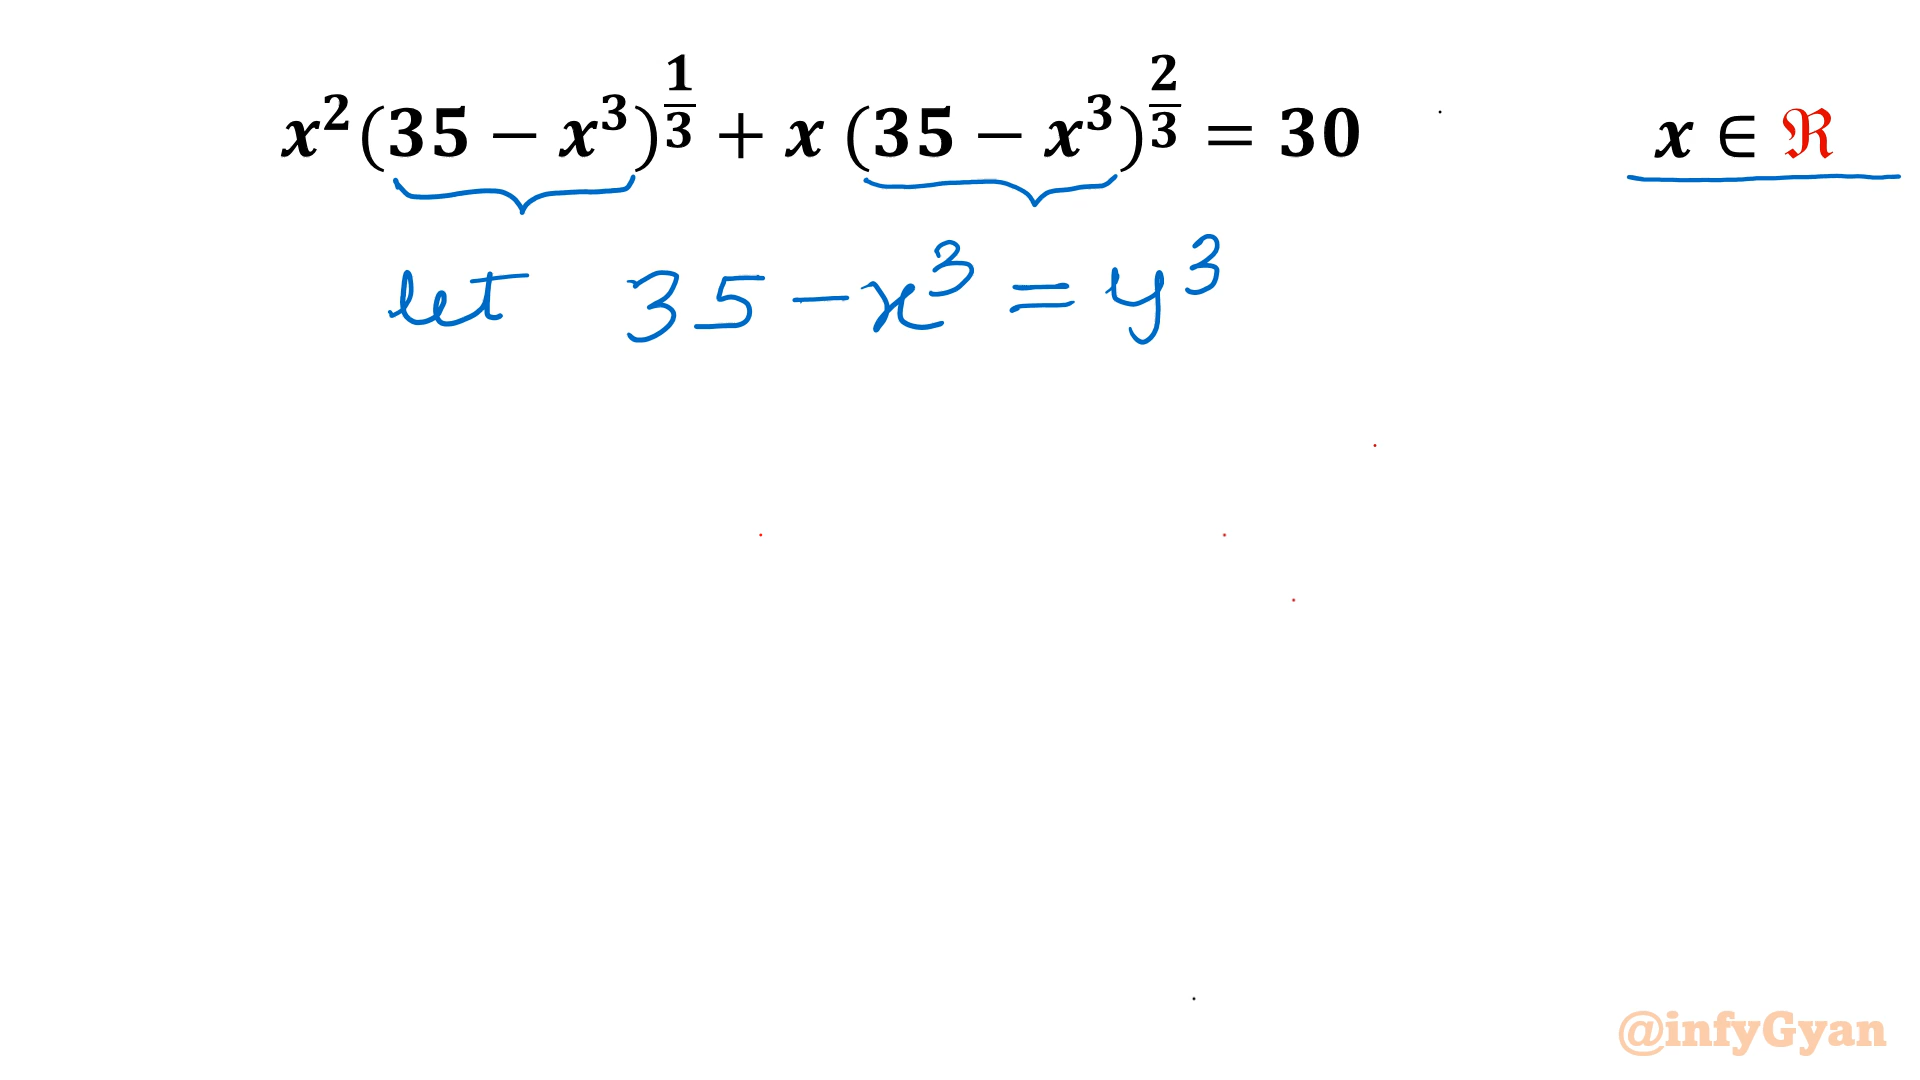 x²(35 − x³)^(1/3) + x (35 − x³)^(2/3) = 30 x ∈ ℜ
let 35 − x³ = y³
@infyGyan